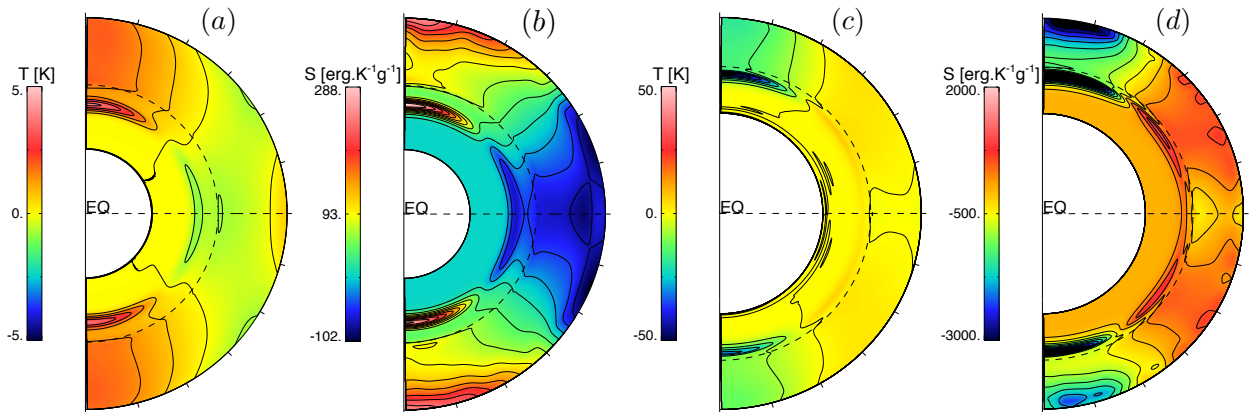 (a)
T [K]
5.
0.
-5.
EQ
(b)
S [erg.K⁻¹g⁻¹]
288.
93.
-102.
EQ
(c)
T [K]
50.
0.
-50.
EQ
(d)
S [erg.K⁻¹g⁻¹]
2000.
-500.
-3000.
EQ